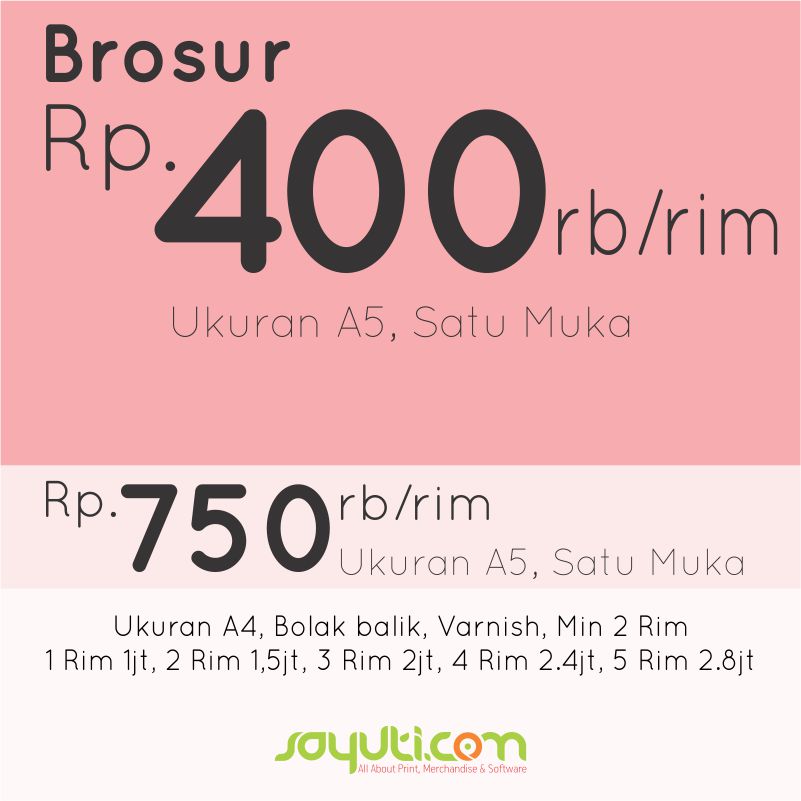 Brosur
Rp.400rb/rim
Ukuran A5, Satu Muka
Rp.750rb/rim
Ukuran A5, Satu Muka
Ukuran A4, Bolak balik, Varnish, Min 2 Rim
1 Rim 1jt, 2 Rim 1,5jt, 3 Rim 2jt, 4 Rim 2.4jt, 5 Rim 2.8jt
sayuti.com
All About Print, Merchandise & Software